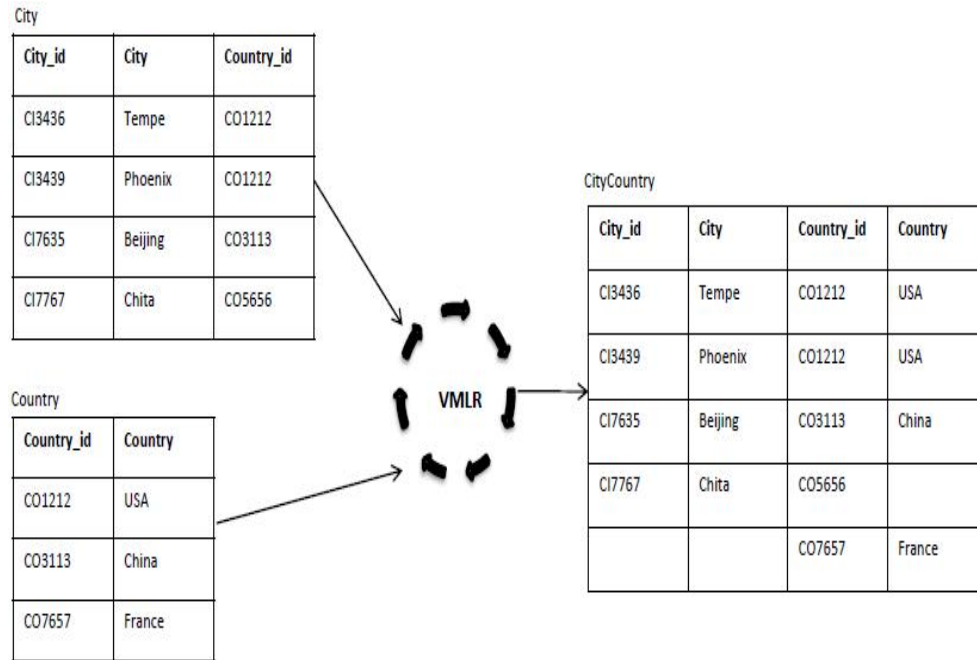 City
City_id City Country_id
CI3436 Tempe CO1212
CI3439 Phoenix CO1212
CI7635 Beijing CO3113
CI7767 Chita CO5656
Country
Country_id Country
CO1212 USA
CO3113 China
CO7657 France
VMLR
CityCountry
City_id City Country_id Country
CI3436 Tempe CO1212 USA
CI3439 Phoenix CO1212 USA
CI7635 Beijing CO3113 China
CI7767 Chita CO5656
CO7657 France